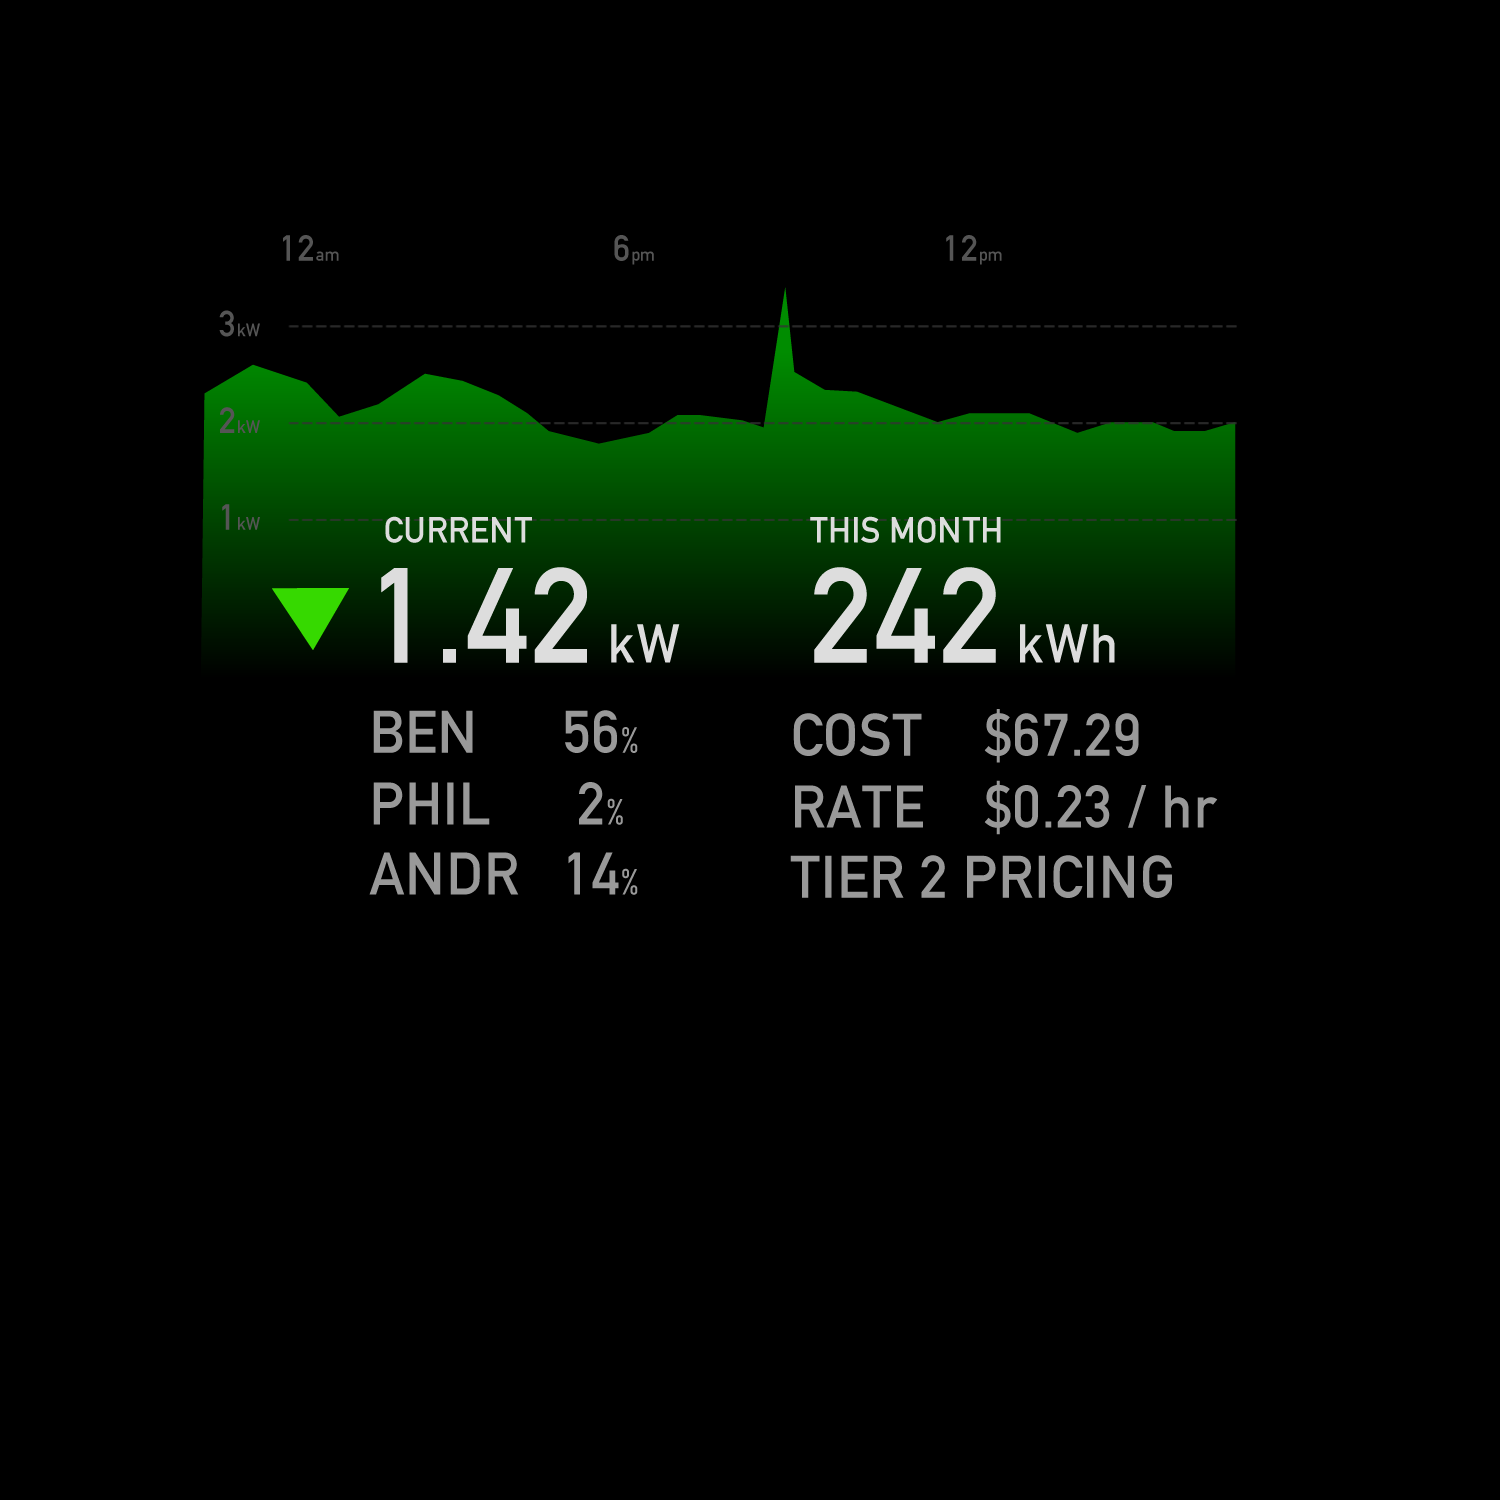 12am 6pm 12pm
3kW
2kW
1kW
CURRENT THIS MONTH
1.42 kW 242 kWh
BEN 56% COST $67.29
PHIL 2% RATE $0.23 / hr
ANDR 14% TIER 2 PRICING